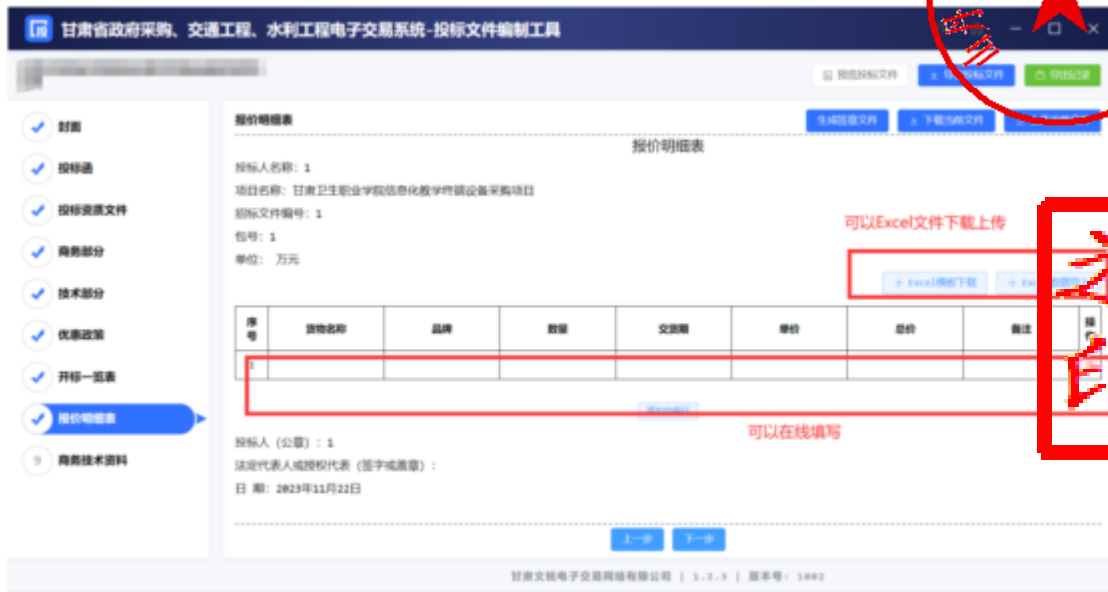 甘肃省政府采购、交通工程、水利工程电子交易系统-投标文件编制工具
预览投标文件
导出记录
封面
投标函
投标资质文件
商务部分
技术部分
优惠政策
开标一览表
报价明细表
9 商务技术资料
报价明细表
生成签章文件
下载当前文件
报价明细表
投标人名称: 1
项目名称: 甘肃卫生职业学院信息化教学终端设备采购项目
招标文件编号: 1
包号: 1
单位: 万元
可以Excel文件下载上传
+ Excel模板下载
序号 货物名称 品牌 数量 交货期 单价 总价 备注
1
可以在线填写
投标人 (公章) : 1
法定代表人或授权代表 (签字或盖章) :
日 期: 2023年11月22日
上一步 下一步
甘肃文锐电子交易网络有限公司 | 1.2.3 | 版本号: 1002